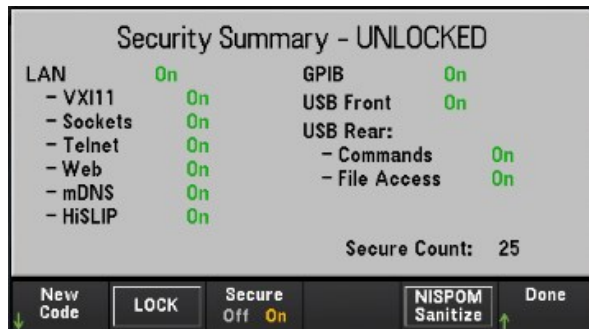 Security Summary - UNLOCKED
LAN On
- VXI11 On
- Sockets On
- Telnet On
- Web On
- mDNS On
- HiSLIP On
GPIB On
USB Front On
USB Rear:
- Commands On
- File Access On
Secure Count: 25
New Code
LOCK
Secure
Off On
NISPOM
Sanitize
Done